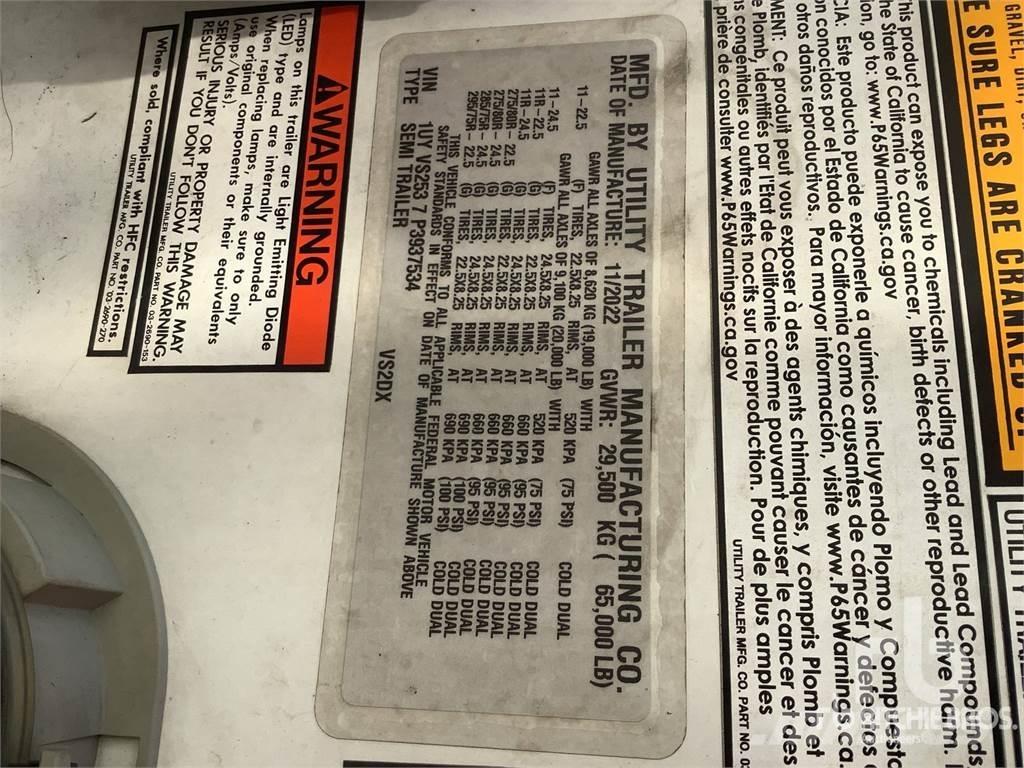 GRAVEL, DIRT,
E SURE LEGS ARE CRANKED UP
UTILITY TRAILE
This product can expose you to chemicals including Lead and Lead Compounds,
he State of California to cause cancer, birth defects or other reproductive harm.
ion, go to: www.P65Warnings.ca.gov
CIA: Este producto puede exponerle a químicos incluyendo Plomo y Compuesto
on conocidos por el Estado de California como causantes de cáncer y defectos
otros daños reproductivos. Para mayor información, visite www.P65Warnings.ca.
MENT: Ce produit peut vous exposer à des agents chimiques, y compris Plomb et
e Plomb, identifiés par l'Etat de Californie comme pouvant causer le cancer et des
ns congenitales ou autres effets nocifs sur la reproduction. Pour de plus amples
, prière de consulter www.P65Warnings.ca.gov
UTILITY TRAILER MFG. CO. PART NO. 03
MFD. BY UTILITY TRAILER MANUFACTURING CO.
DATE OF MANUFACTURE: 11/2022 GVWR: 29,500 KG ( 65,000 LB)
GAWR ALL AXLES OF 8,620 KG (19,000 LB) WITH
11-22.5 (F) TIRES, 22.5X8.25 RIMS, AT 520 KPA (75 PSI) COLD DUAL
GAWR ALL AXLES OF 9,100 KG (20,000 LB) WITH
11-24.5 (F) TIRES, 24.5X8.25 RIMS, AT 520 KPA (75 PSI) COLD DUAL
11R-22.5 (G) TIRES, 22.5X8.25 RIMS, AT 660 KPA (95 PSI) COLD DUAL
11R-24.5 (G) TIRES, 24.5X8.25 RIMS, AT 660 KPA (95 PSI) COLD DUAL
275/80R-22.5 (G) TIRES, 22.5X8.25 RIMS, AT 660 KPA (95 PSI) COLD DUAL
275/80R-24.5 (G) TIRES, 24.5X8.25 RIMS, AT 660 KPA (95 PSI) COLD DUAL
285/75R-24.5 (G) TIRES, 24.5X8.25 RIMS, AT 690 KPA (100 PSI) COLD DUAL
295/75R-22.5 (G) TIRES, 22.5X8.25 RIMS, AT 690 KPA (100 PSI) COLD DUAL
THIS VEHICLE CONFORMS TO ALL APPLICABLE FEDERAL MOTOR VEHICLE
SAFETY STANDARDS IN EFFECT ON DATE OF MANUFACTURE SHOWN ABOVE
VIN 1UY VS253 7 P3937534 VS2DX
TYPE SEMI TRAILER
WARNING
Lamps on this trailer are Light Emitting Diode
(LED) type and are internally grounded.
When replacing lamps, make sure to only
use original components or their equivalents
(Amps/Volts).
SERIOUS INJURY OR PROPERTY DAMAGE MAY
RESULT IF YOU DON'T FOLLOW THIS WARNING.
UTILITY TRAILER MFG. CO. PART NO. 03-2690-153
Where sold, compliant with HFC restrictions.
UTILITY TRAILER MFG. CO. PART NO. 03-2690-270